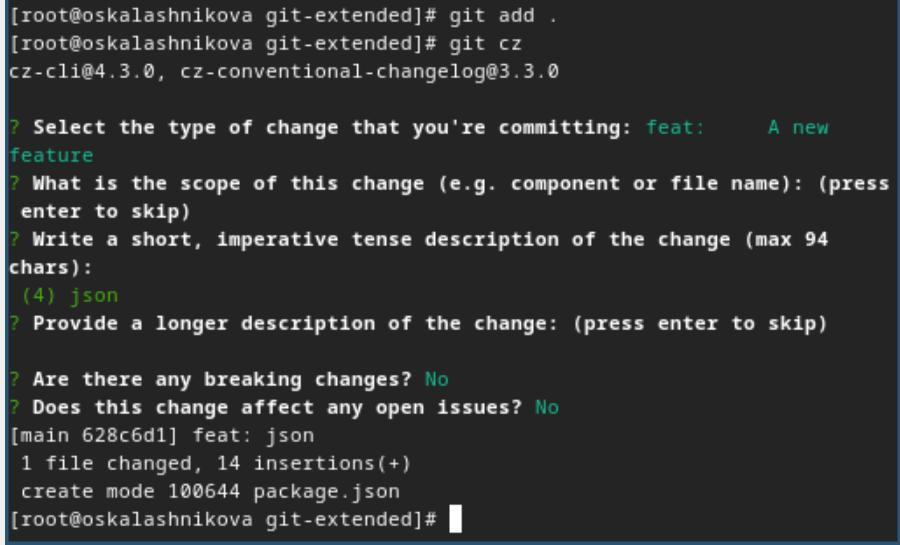 [root@oskalashnikova git-extended]# git add .
[root@oskalashnikova git-extended]# git cz
cz-cli@4.3.0, cz-conventional-changelog@3.3.0
? Select the type of change that you're committing: feat:     A new
feature
? What is the scope of this change (e.g. component or file name): (press
 enter to skip)
? Write a short, imperative tense description of the change (max 94
chars):
 (4) json
? Provide a longer description of the change: (press enter to skip)
? Are there any breaking changes? No
? Does this change affect any open issues? No
[main 628c6d1] feat: json
 1 file changed, 14 insertions(+)
 create mode 100644 package.json
[root@oskalashnikova git-extended]#